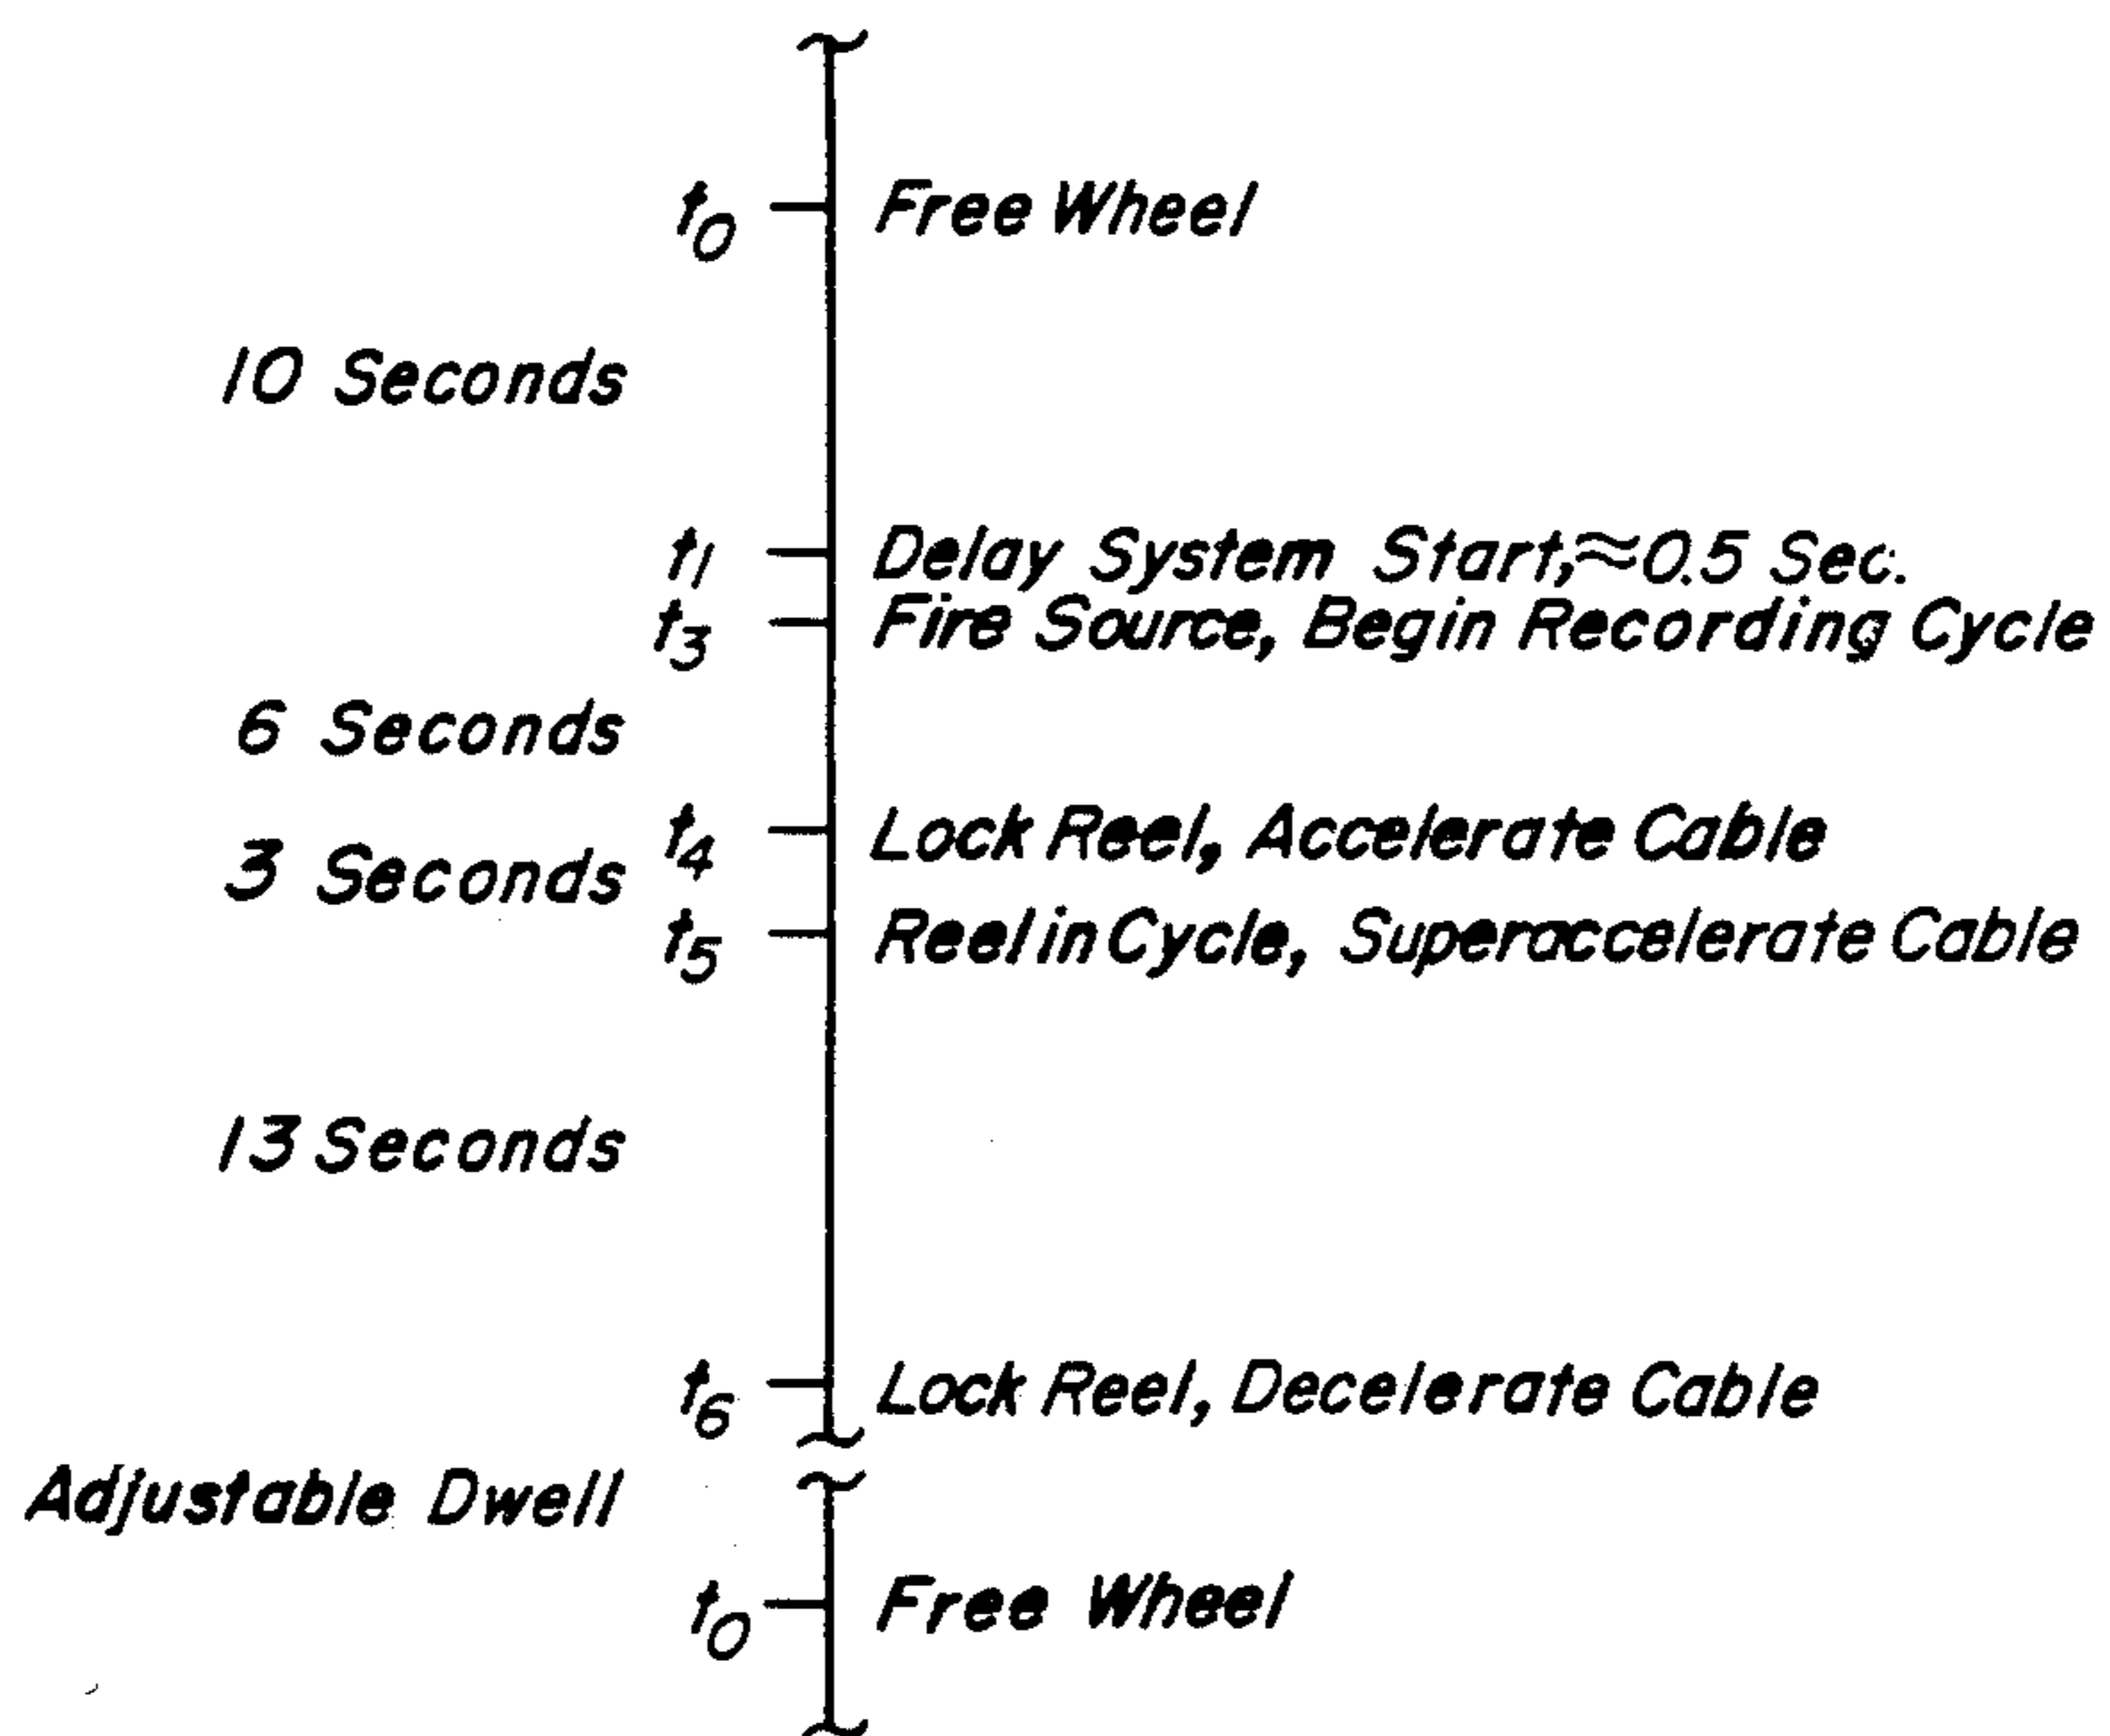 t0 Free Wheel
10 Seconds
t1 Delay System Start,≈0.5 Sec.
t3 Fire Source, Begin Recording Cycle
6 Seconds
t4 Lock Reel, Accelerate Cable
3 Seconds
t5 Reel in Cycle, Superaccelerate Cable
13 Seconds
t6 Lock Reel, Decelerate Cable
Adjustable Dwell
t0 Free Wheel